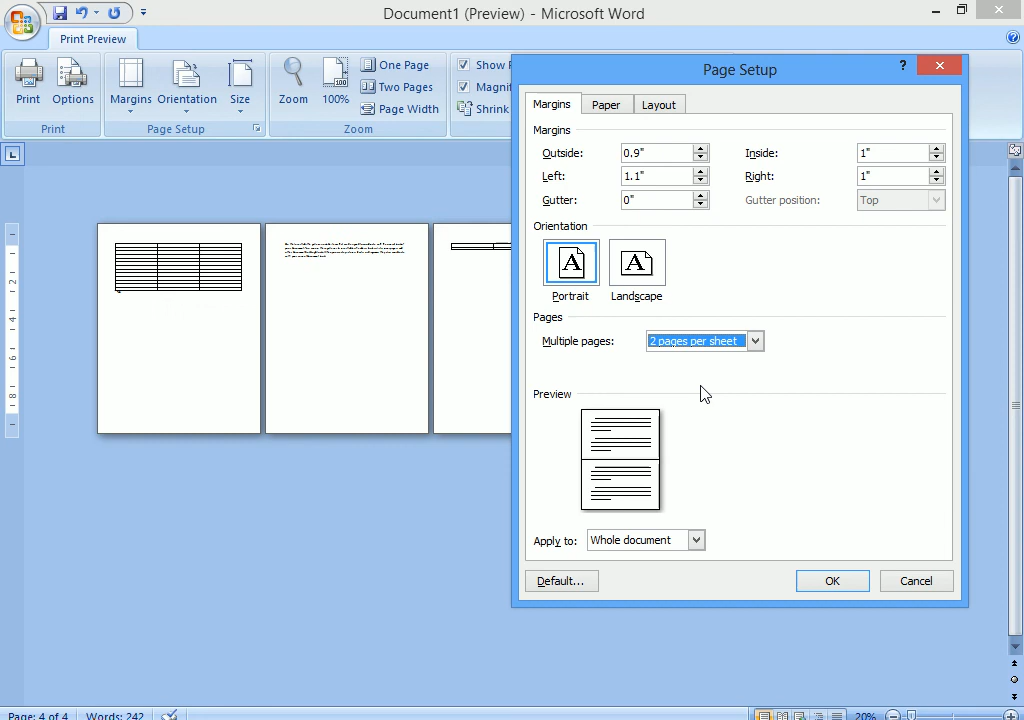 Document1 (Preview) - Microsoft Word
Print Preview
Print
Options
Margins
Orientation
Size
Zoom
100%
One Page
Two Pages
Page Width
Show
Magnif
Shrink
Print
Page Setup
Zoom
Page Setup
Margins
Paper
Layout
Margins
Outside: 0.9" Inside: 1"
Left: 1.1" Right: 1"
Gutter: 0" Gutter position: Top
Orientation
Portrait
Landscape
Pages
Multiple pages: 2 pages per sheet
Preview
Apply to: Whole document
Default...
OK
Cancel
Page: 4 of 4
Words: 242
20%